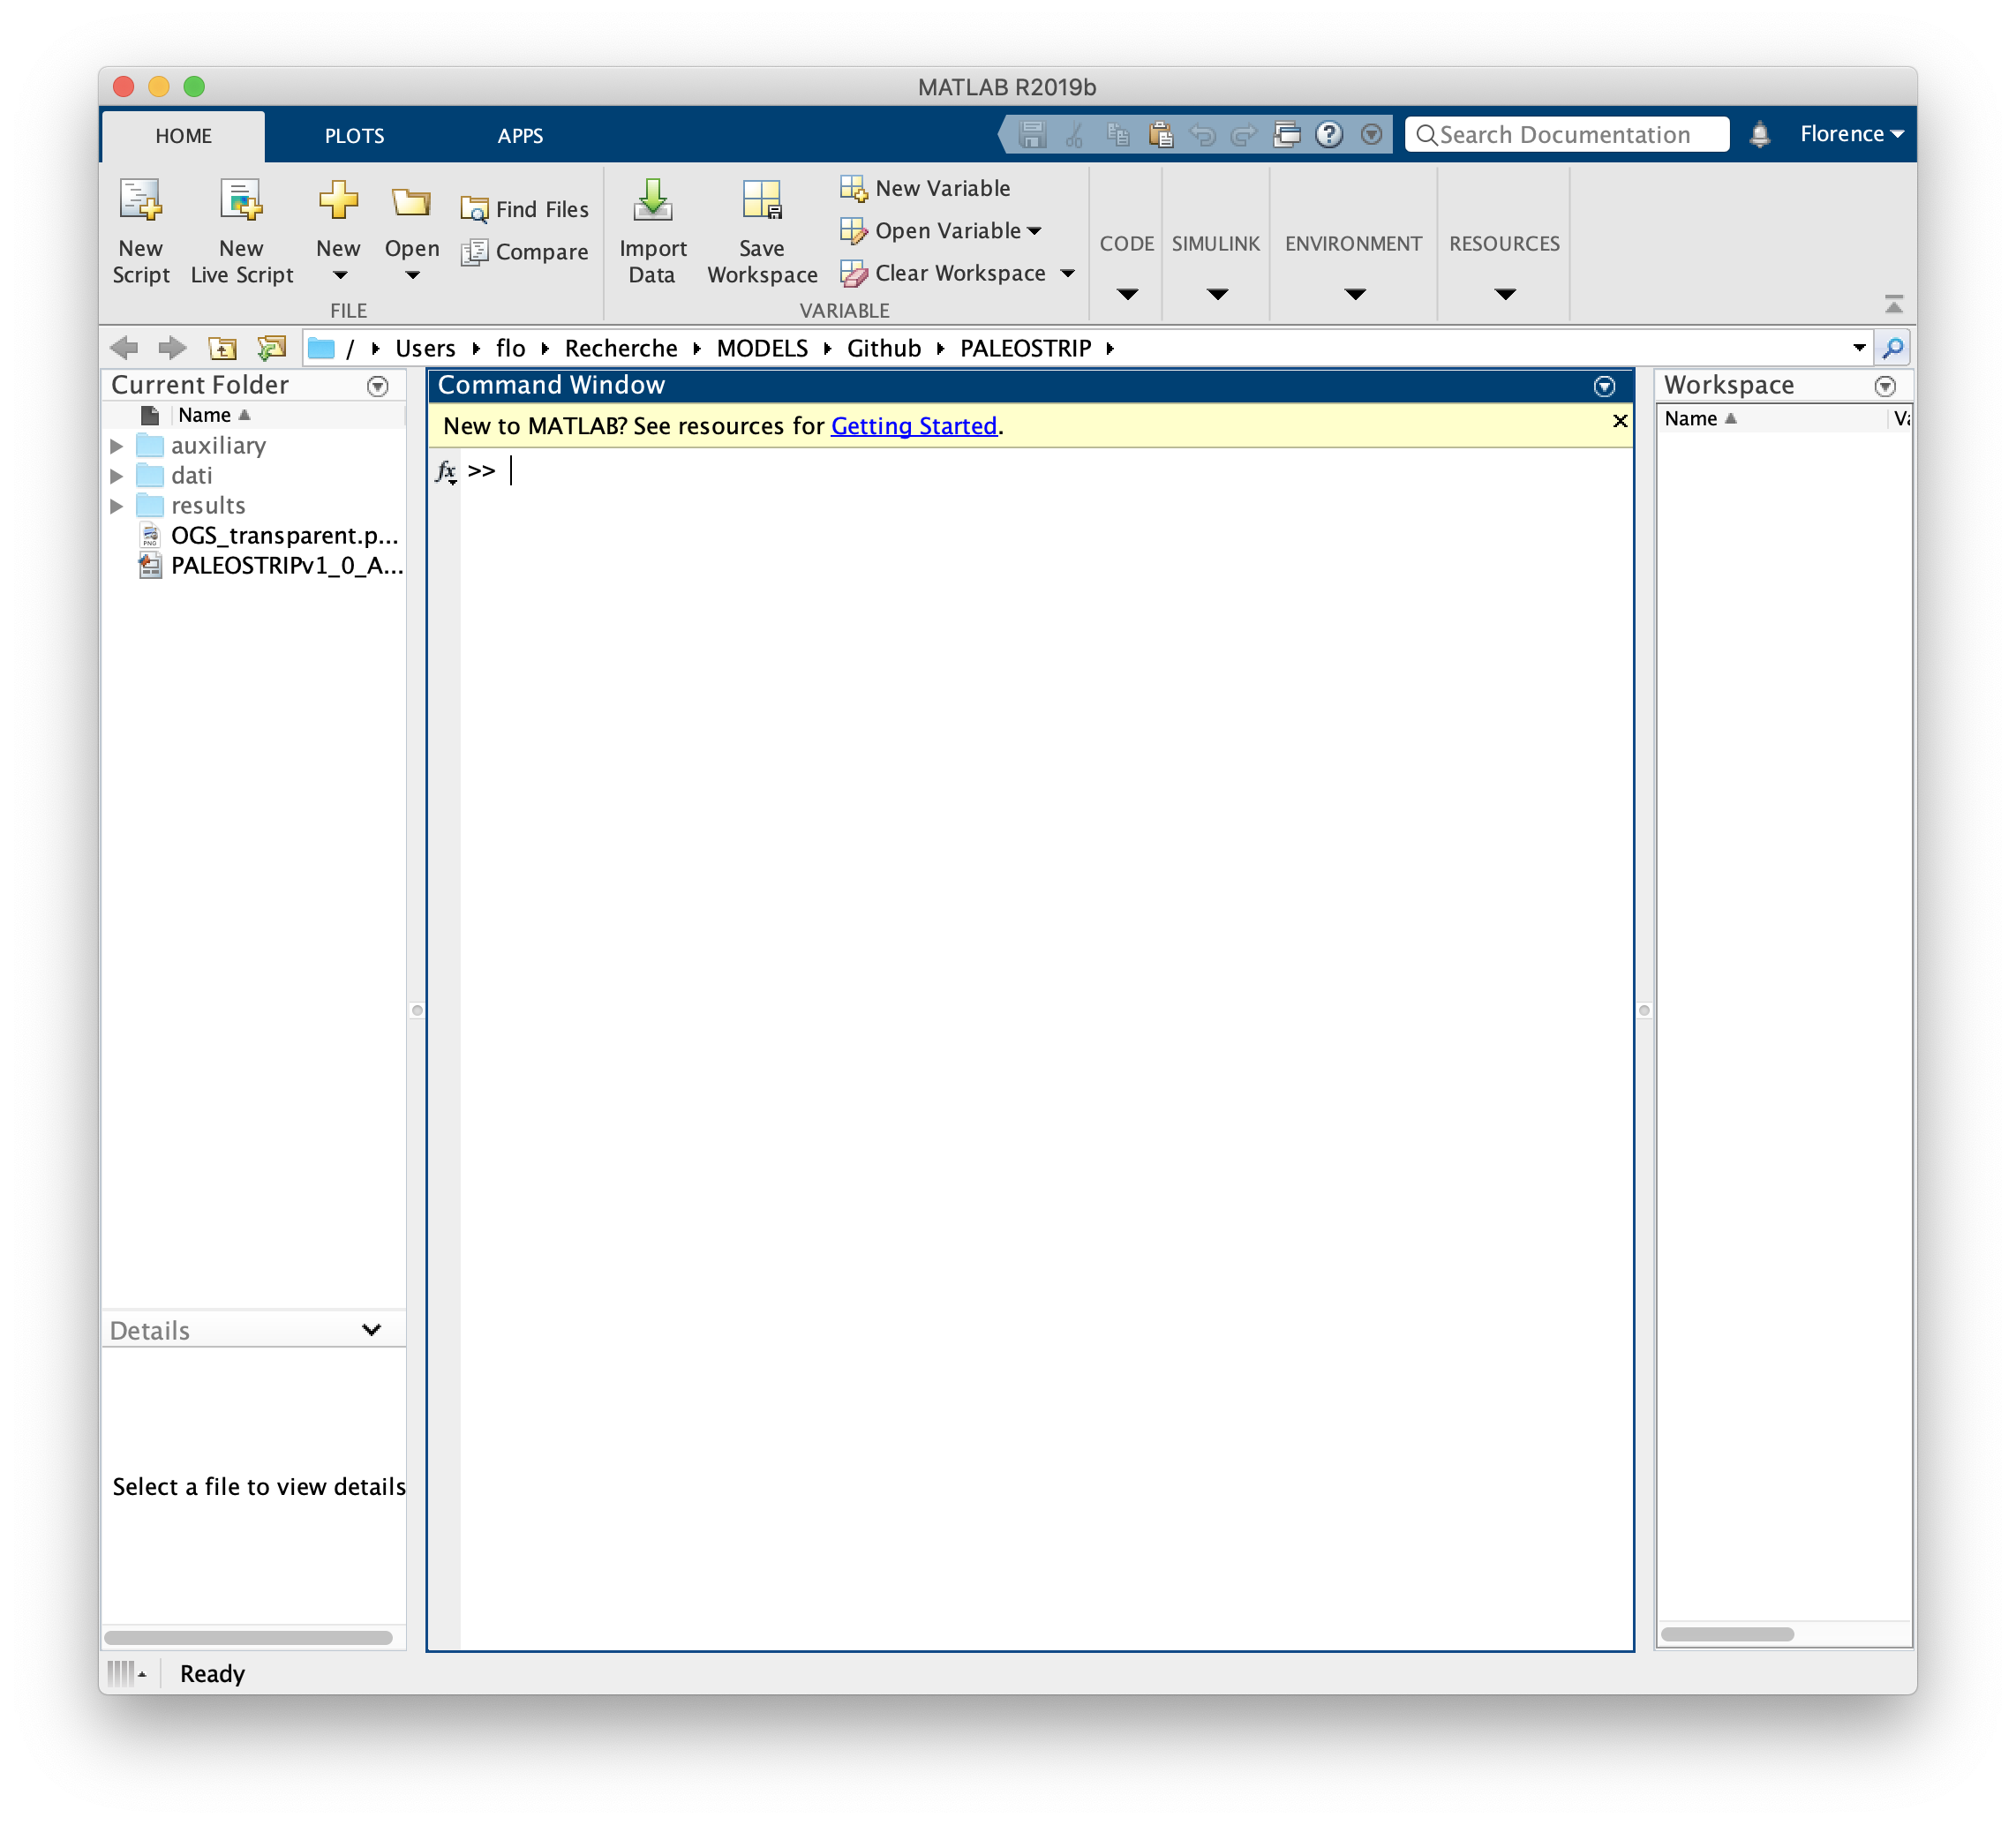 MATLAB R2019b
HOME PLOTS APPS Search Documentation Florence
New Script
New Live Script
New
Open
Find Files
Compare
FILE
Import Data
Save Workspace
New Variable
Open Variable
Clear Workspace
VARIABLE
CODE
SIMULINK
ENVIRONMENT
RESOURCES
/ Users flo Recherche MODELS Github PALEOSTRIP
Current Folder
Name
auxiliary
dati
results
OGS_transparent.p...
PALEOSTRIPv1_0_A...
Details
Select a file to view details
Command Window
New to MATLAB? See resources for Getting Started.
fx >>
Workspace
Name
Ready